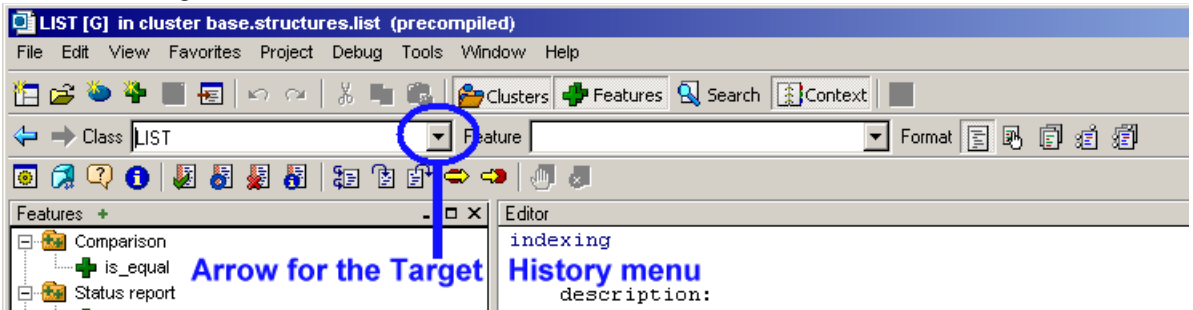 LIST [G] in cluster base.structures.list (precompiled)
File Edit View Favorites Project Debug Tools Window Help
Clusters Features Search Context
Class LIST Feature Format
Features Editor
Comparison indexing
is_equal Arrow for the Target History menu
Status report description: